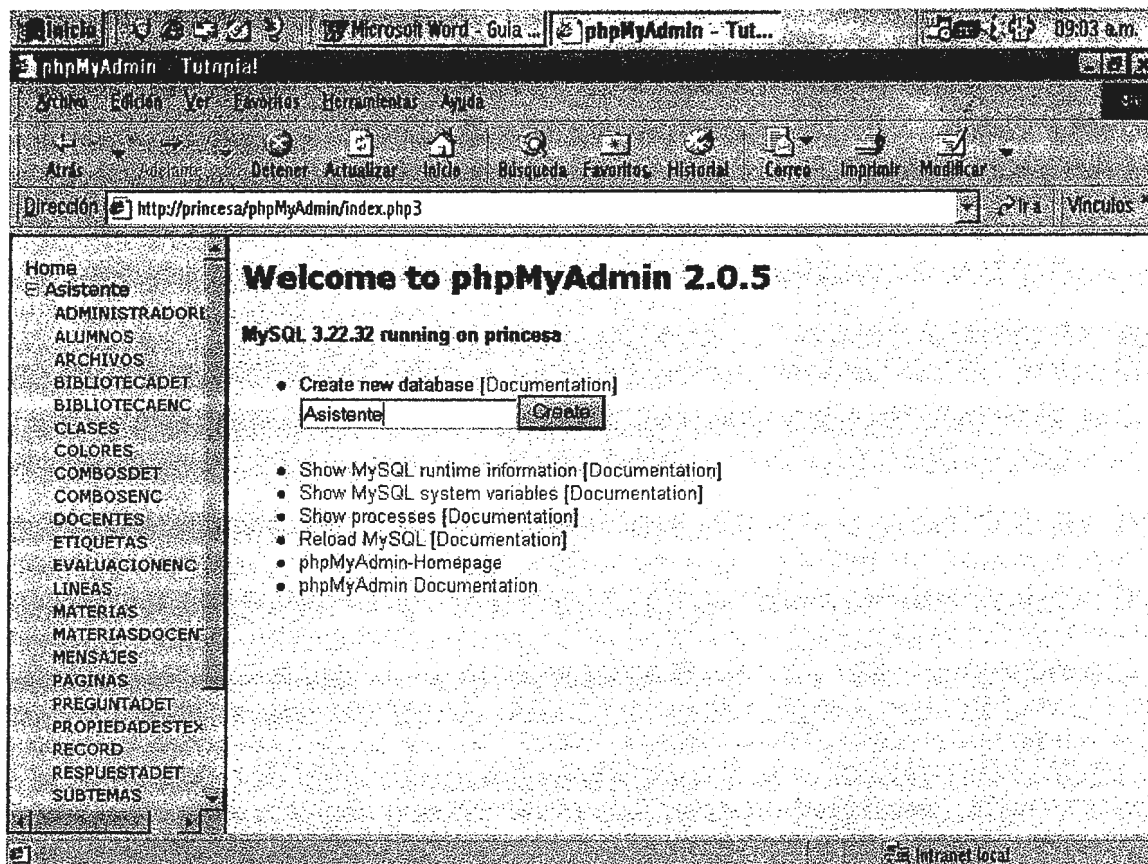 Inicio Microsoft Word - Guia ... phpMyAdmin - Tut... 09:03 a.m.
phpMyAdmin - Tutopia!
Archivo Edición Ver Favoritos Herramientas Ayuda
Atrás Adelante Detener Actualizar Inicio Búsqueda Favoritos Historial Correo Imprimir Modificar
Dirección http://princesa/phpMyAdmin/index.php3 Ir a Vínculos
Home
Asistente
ADMINISTRADORE
ALUMNOS
ARCHIVOS
BIBLIOTECADET
BIBLIOTECAENC
CLASES
COLORES
COMBOSDET
COMBOSENC
DOCENTES
ETIQUETAS
EVALUACIONENC
LINEAS
MATERIAS
MATERIASDOCENT
MENSAJES
PAGINAS
PREGUNTADET
PROPIEDADESTEX
RECORD
RESPUESTADET
SUBTEMAS
Welcome to phpMyAdmin 2.0.5
MySQL 3.22.32 running on princesa
Create new database [Documentation]
Asistente Create
Show MySQL runtime information [Documentation]
Show MySQL system variables [Documentation]
Show processes [Documentation]
Reload MySQL [Documentation]
phpMyAdmin-Homepage
phpMyAdmin Documentation
Intranet local